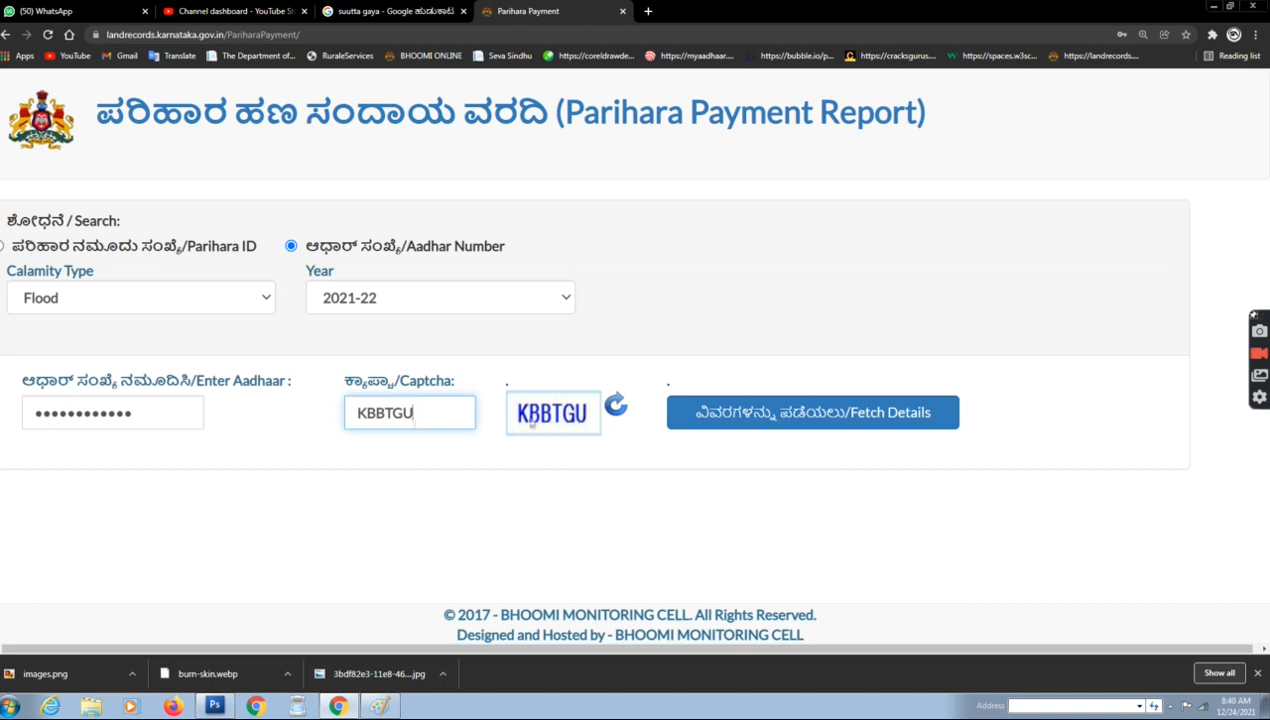 (50) WhatsApp
Channel dashboard - YouTube St
suutta gaya - Google ಹುಡುಕಾಟ
Parihara Payment
landrecords.karnataka.gov.in/PariharaPayment/
Apps
YouTube
Gmail
Translate
The Department of...
RuraleServices
BHOOMI ONLINE
Seva Sindhu
https://coreldrawde...
https://myaadhaar....
https://bubble.io/p...
https://cracksgurus....
https://spaces.w3sc...
https://landrecords....
Reading list
ಪರಿಹಾರ ಹಣ ಸಂದಾಯ ವರದಿ (Parihara Payment Report)
ಶೋಧನೆ / Search:
ಪರಿಹಾರ ನಮೂದು ಸಂಖ್ಯೆ/Parihara ID
ಆಧಾರ್ ಸಂಖ್ಯೆ/Aadhar Number
Calamity Type
Year
Flood
2021-22
ಆಧಾರ್ ಸಂಖ್ಯೆ ನಮೂದಿಸಿ/Enter Aadhaar :
ಕ್ಯಾಪ್ಚಾ/Captcha:
.
.
••••••••••••
KBBTGU
KBBTGU
ವಿವರಗಳನ್ನು ಪಡೆಯಲು/Fetch Details
© 2017 - BHOOMI MONITORING CELL. All Rights Reserved.
Designed and Hosted by - BHOOMI MONITORING CELL
images.png
burn-skin.webp
3bdf82e3-11e8-46....jpg
Show all
Ps
Address
8:40 AM
12/24/2021